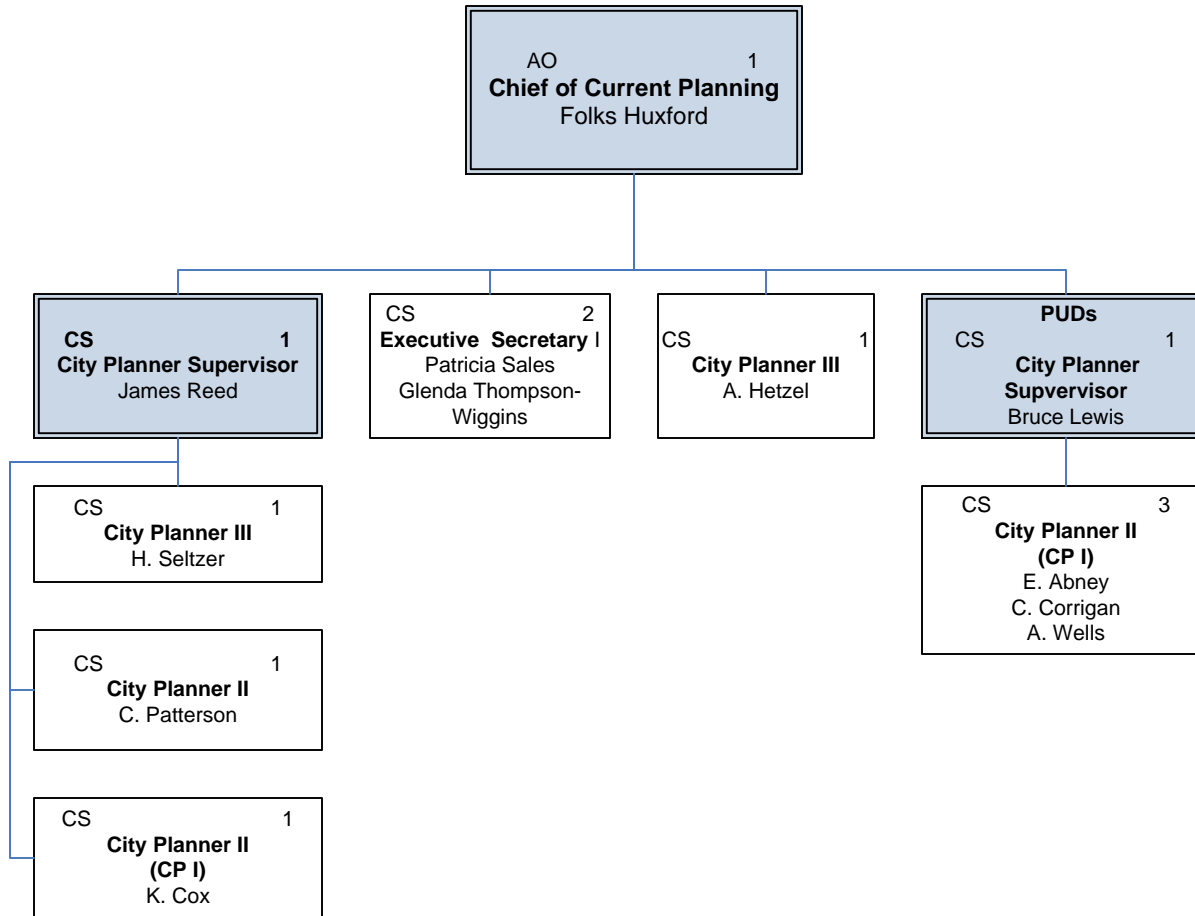 AO 1
Chief of Current Planning
Folks Huxford
CS 1
City Planner Supervisor
James Reed
CS 2
Executive Secretary I
Patricia Sales
Glenda Thompson-
Wiggins
CS 1
City Planner III
A. Hetzel
PUDs
CS 1
City Planner
Supvervisor
Bruce Lewis
CS 1
City Planner III
H. Seltzer
CS 1
City Planner II
C. Patterson
CS 1
City Planner II
(CP I)
K. Cox
CS 3
City Planner II
(CP I)
E. Abney
C. Corrigan
A. Wells